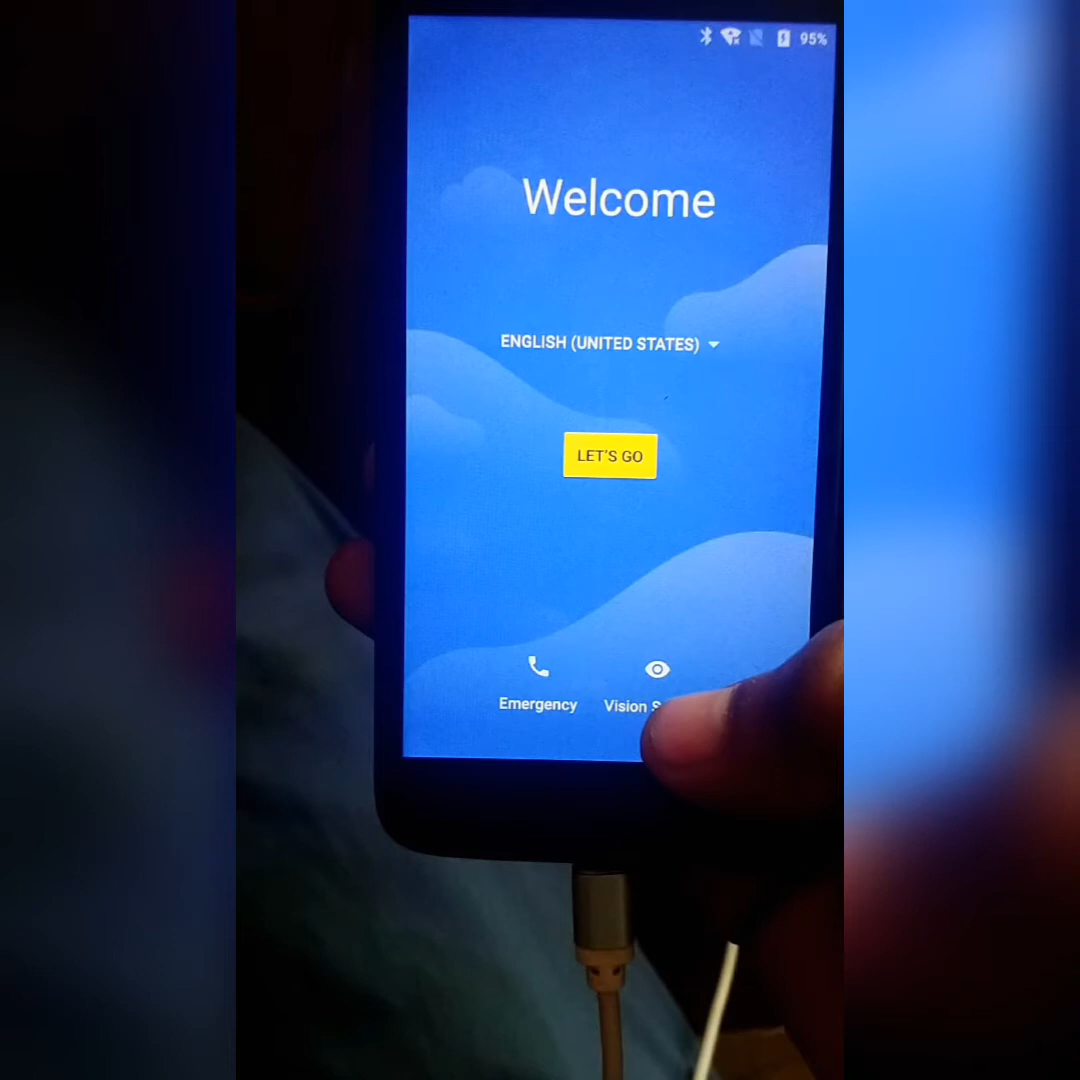 95%
Welcome
ENGLISH (UNITED STATES)
LET'S GO
Emergency
Vision